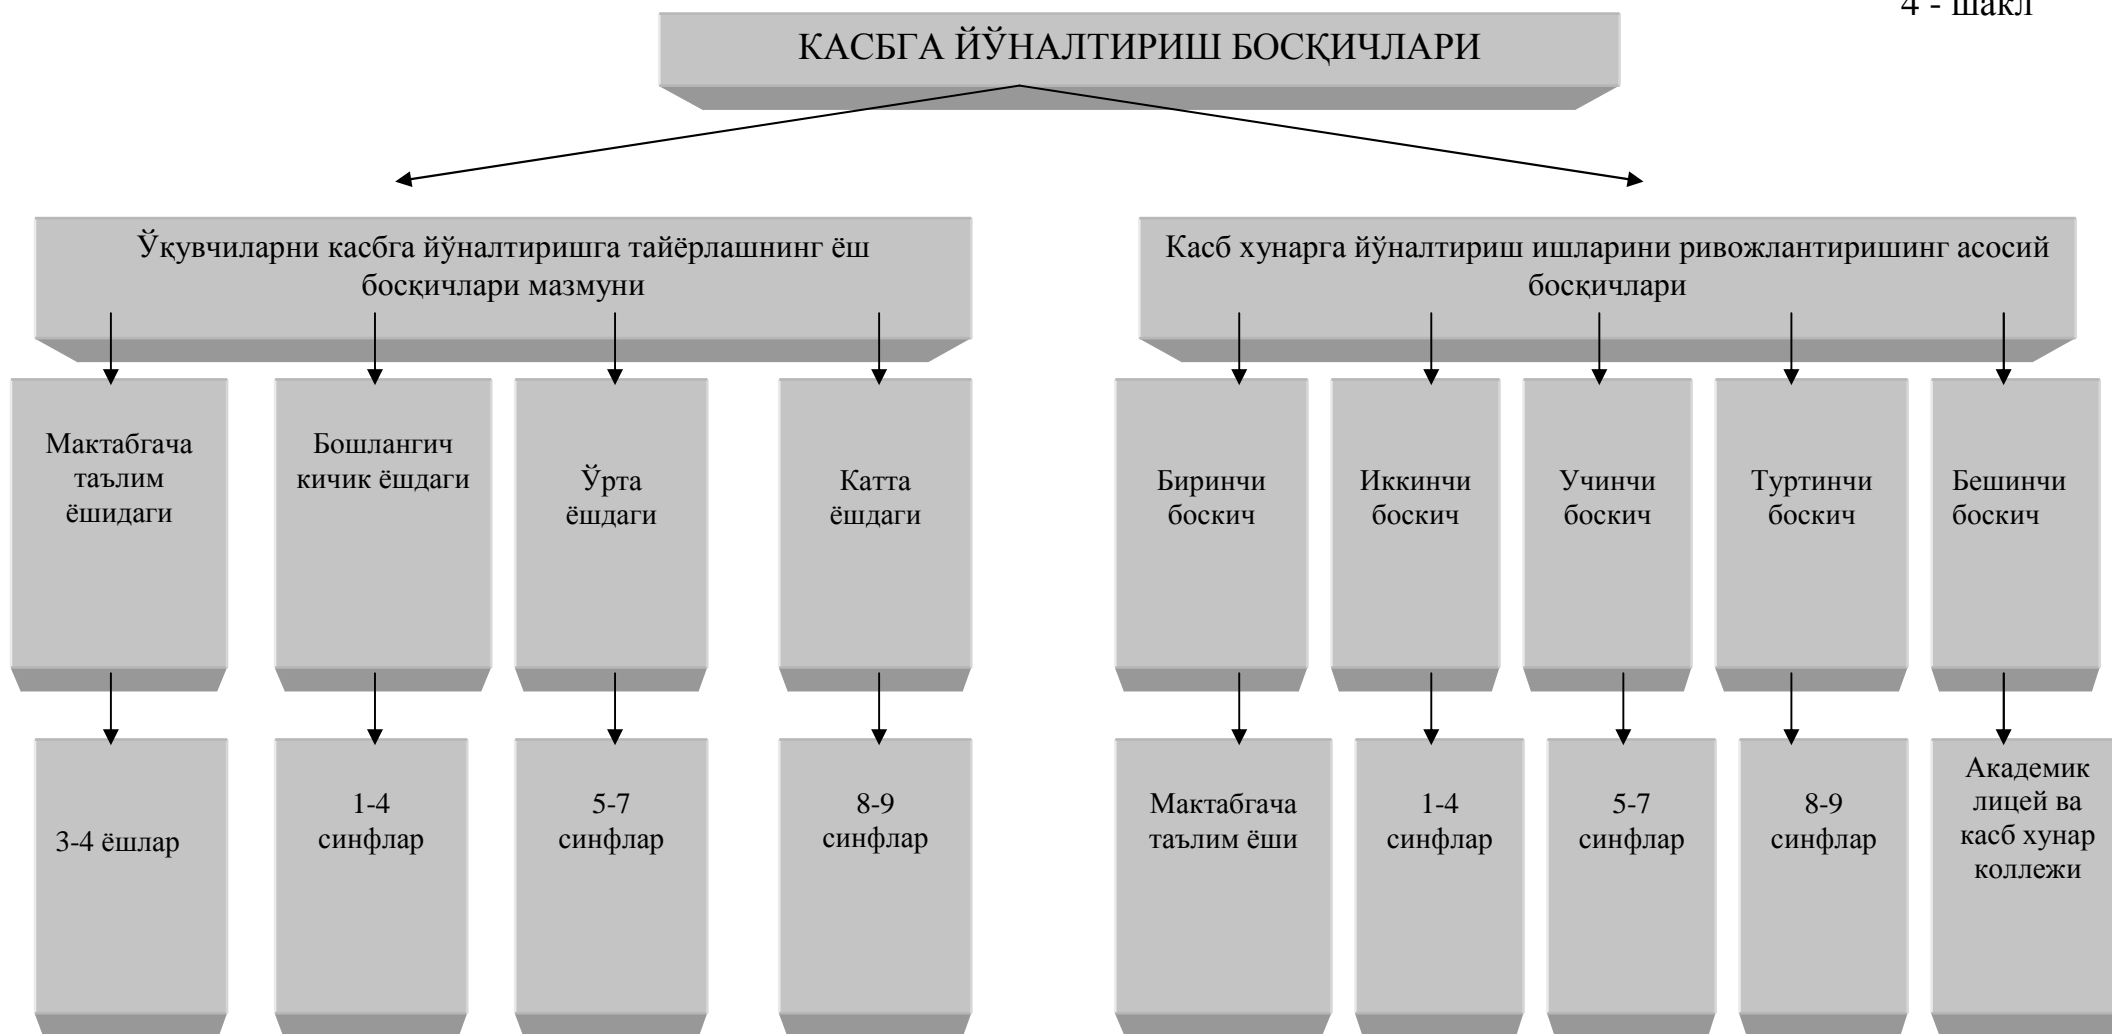 4 - шакл
КАСБГА ЙЎНАЛТИРИШ БОСҚИЧЛАРИ
Ўқувчиларни касбга йўналтиришга тайёрлашнинг ёш
босқичлари мазмуни
Касб хунарга йўналтириш ишларини ривожлантиришинг асосий
босқичлари
Мактабгача
таълим
ёшидаги
Бошлангич
кичик ёшдаги
Ўрта
ёшдаги
Катта
ёшдаги
Биринчи
боскич
Иккинчи
боскич
Учинчи
боскич
Туртинчи
боскич
Бешинчи
боскич
3-4 ёшлар
1-4
синфлар
5-7
синфлар
8-9
синфлар
Мактабгача
таълим ёши
1-4
синфлар
5-7
синфлар
8-9
синфлар
Академик
лицей ва
касб хунар
коллежи